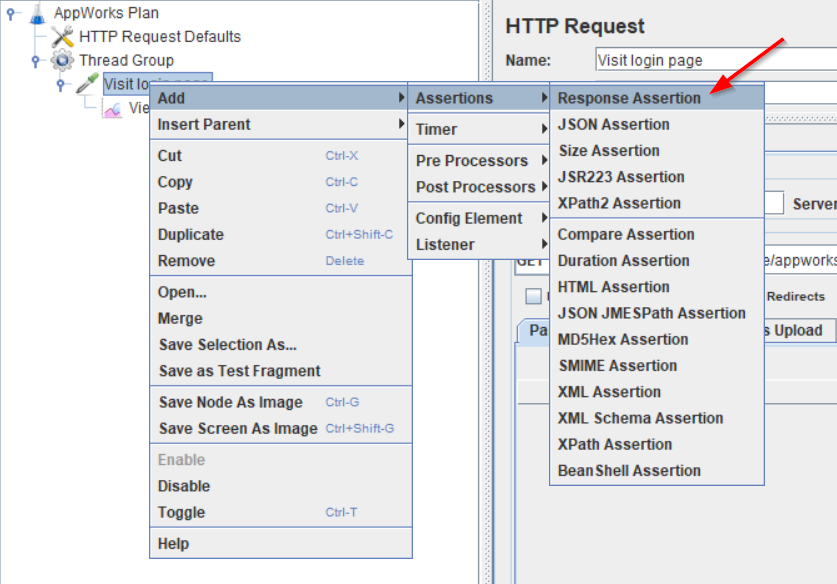 AppWorks Plan
HTTP Request Defaults
Thread Group
Visit lo
Vie
HTTP Request
Name: Visit login page
Add
Insert Parent
Cut Ctrl-X
Copy Ctrl-C
Paste Ctrl-V
Duplicate Ctrl+Shift-C
Remove Delete
Open...
Merge
Save Selection As...
Save as Test Fragment
Save Node As Image Ctrl-G
Save Screen As Image Ctrl+Shift-G
Enable
Disable
Toggle Ctrl-T
Help
Assertions
Timer
Pre Processors
Post Processors
Config Element
Listener
Response Assertion
JSON Assertion
Size Assertion
JSR223 Assertion
XPath2 Assertion
Compare Assertion
Duration Assertion
HTML Assertion
JSON JMESPath Assertion
MD5Hex Assertion
SMIME Assertion
XML Assertion
XML Schema Assertion
XPath Assertion
BeanShell Assertion
Server
GET
e/appworks
Redirects
Pa
s Upload